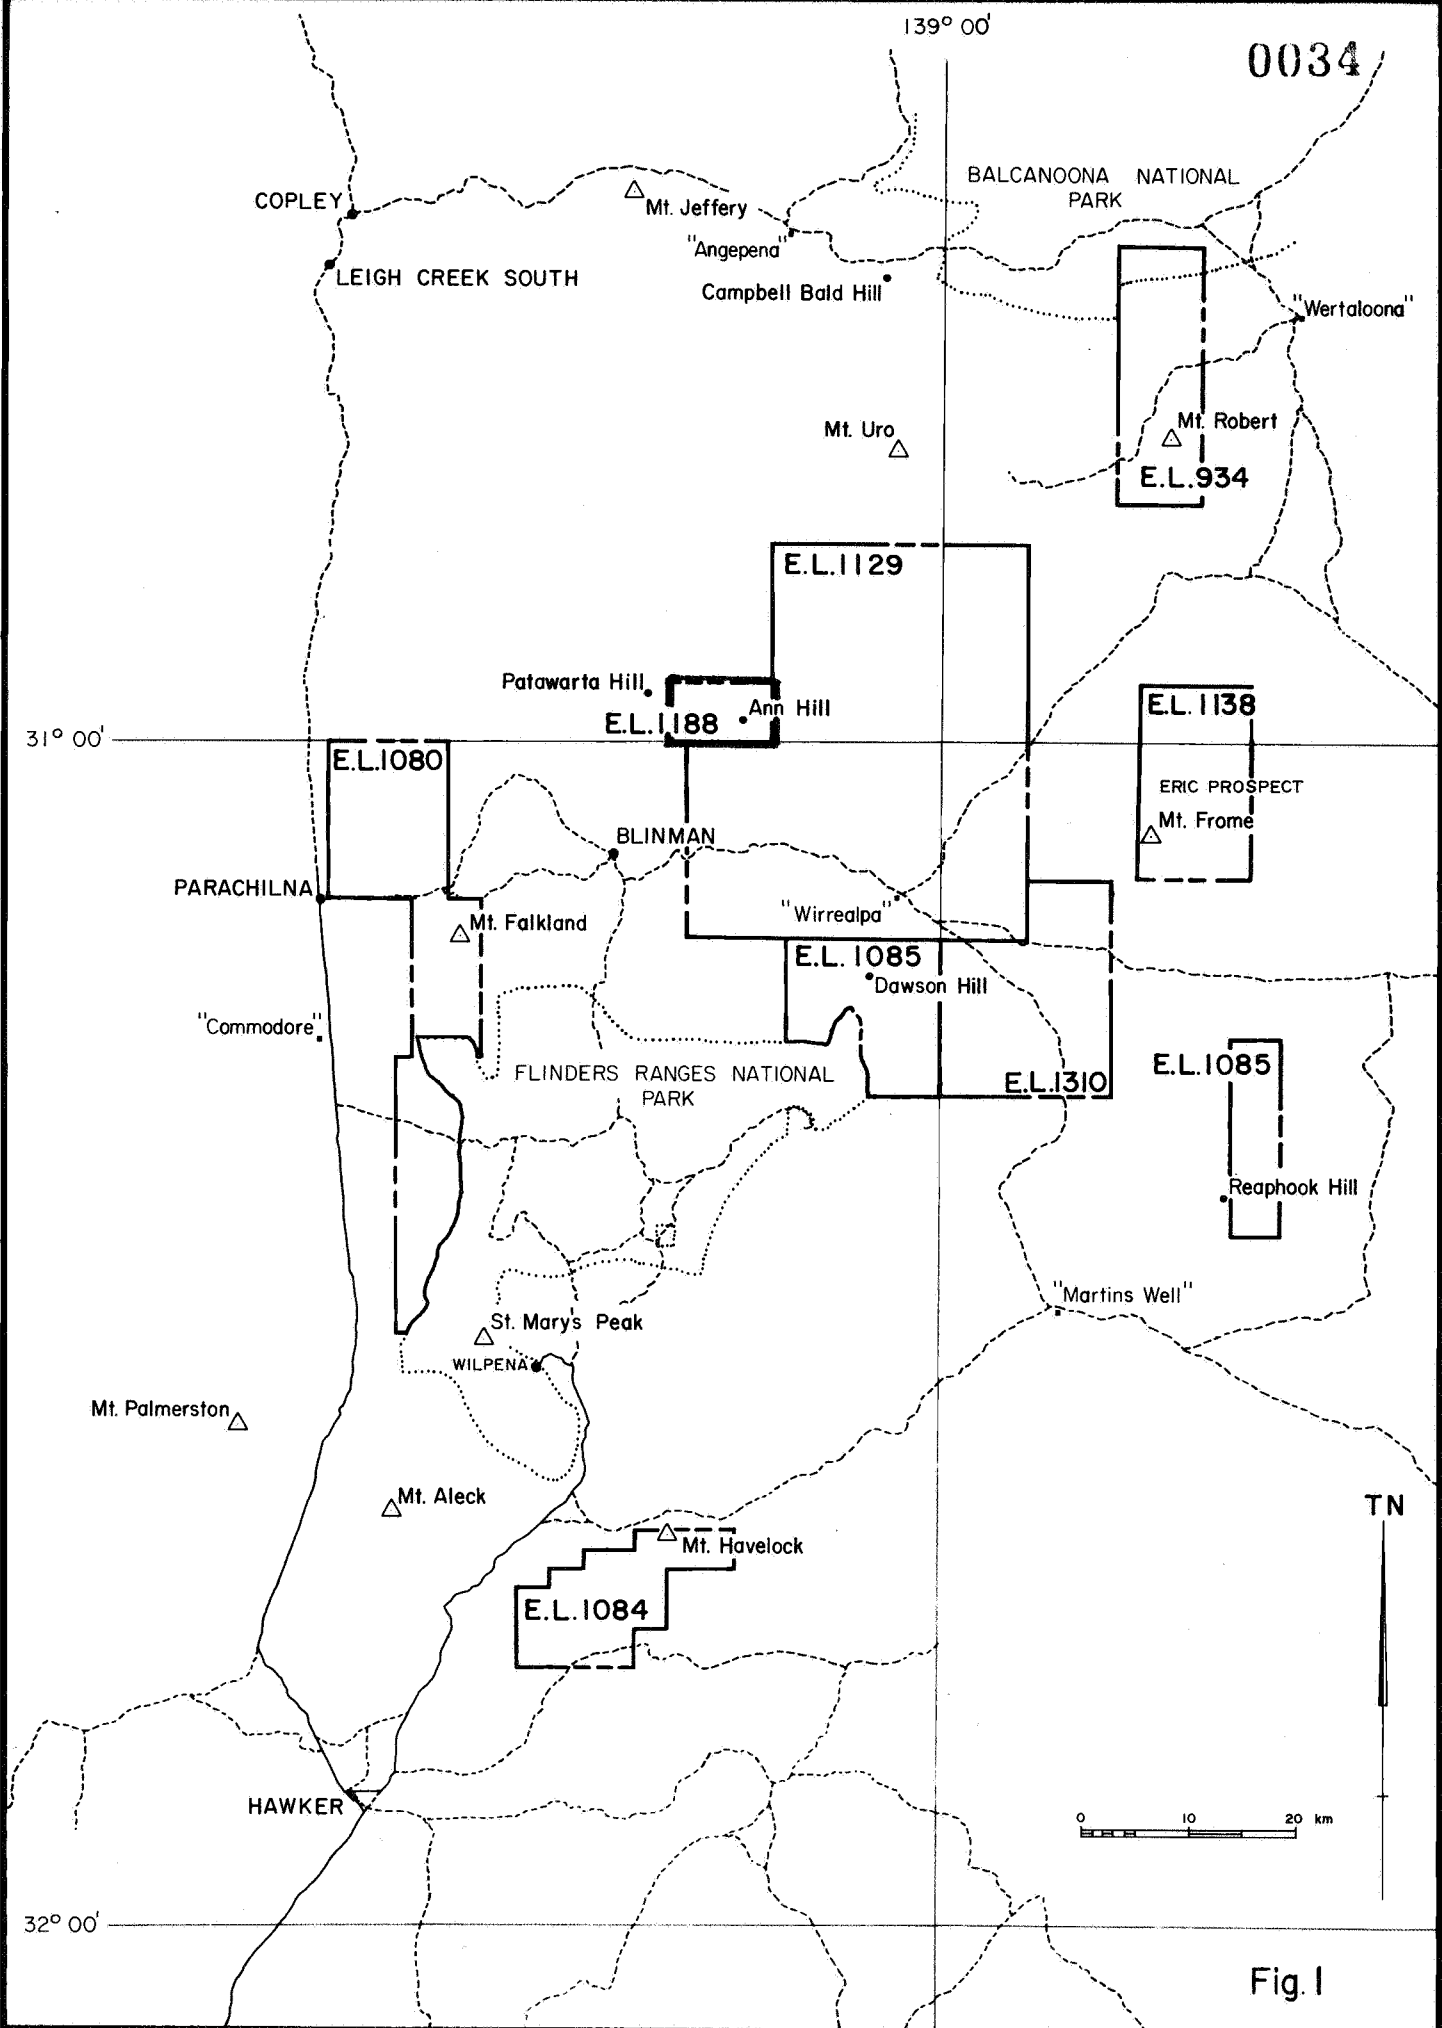 139° 00'
0034
BALCANOONA NATIONAL
PARK
COPLEY
Mt. Jeffery
"Angepena"
LEIGH CREEK SOUTH
Campbell Bald Hill
"Wertaloona"
Mt. Uro
Mt. Robert
E.L.934
E.L.1129
Patawarta Hill
Ann Hill
E.L.1188
E.L.1138
31° 00'
E.L.1080
ERIC PROSPECT
Mt. Frome
BLINMAN
PARACHILNA
"Wirrealpa"
Mt. Falkland
E.L. 1085
Dawson Hill
"Commodore"
FLINDERS RANGES NATIONAL
PARK
E.L.1310
E.L.1085
Reaphook Hill
"Martins Well"
St. Marys Peak
WILPENA
Mt. Palmerston
Mt. Aleck
TN
Mt. Havelock
E.L.1084
HAWKER
0 10 20 km
32° 00'
Fig. 1